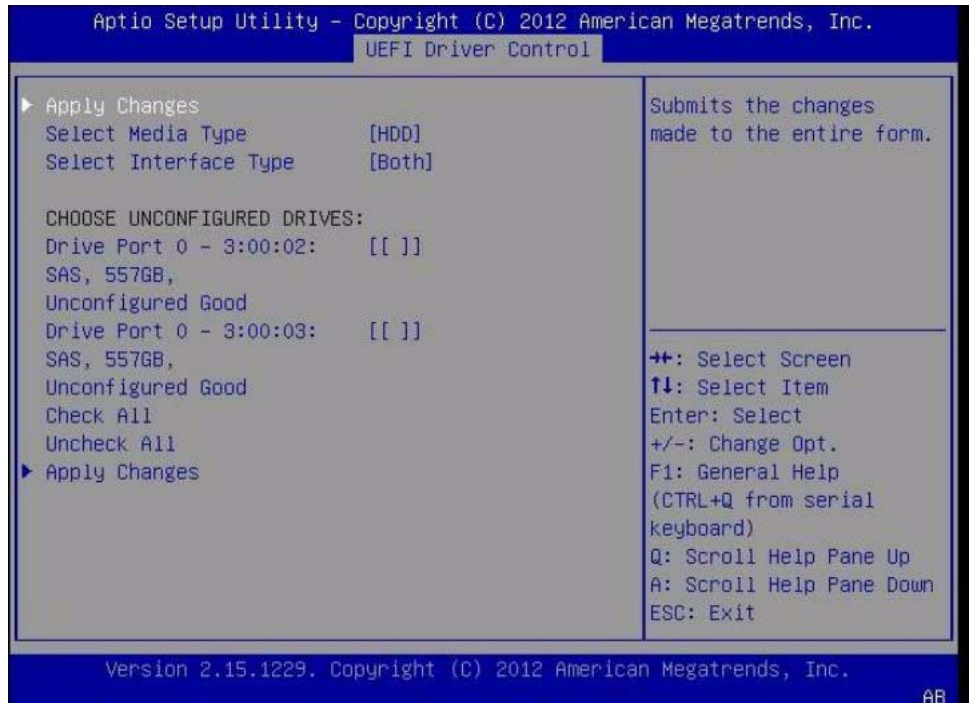 Aptio Setup Utility – Copyright (C) 2012 American Megatrends, Inc.
UEFI Driver Control
Apply Changes
Select Media Type [HDD]
Select Interface Type [Both]
CHOOSE UNCONFIGURED DRIVES:
Drive Port 0 – 3:00:02: [[ ]]
SAS, 557GB,
Unconfigured Good
Drive Port 0 – 3:00:03: [[ ]]
SAS, 557GB,
Unconfigured Good
Check All
Uncheck All
Apply Changes
Submits the changes
made to the entire form.
→←: Select Screen
↑↓: Select Item
Enter: Select
+/-: Change Opt.
F1: General Help
(CTRL+Q from serial
keyboard)
Q: Scroll Help Pane Up
A: Scroll Help Pane Down
ESC: Exit
Version 2.15.1229. Copyright (C) 2012 American Megatrends, Inc.
AB